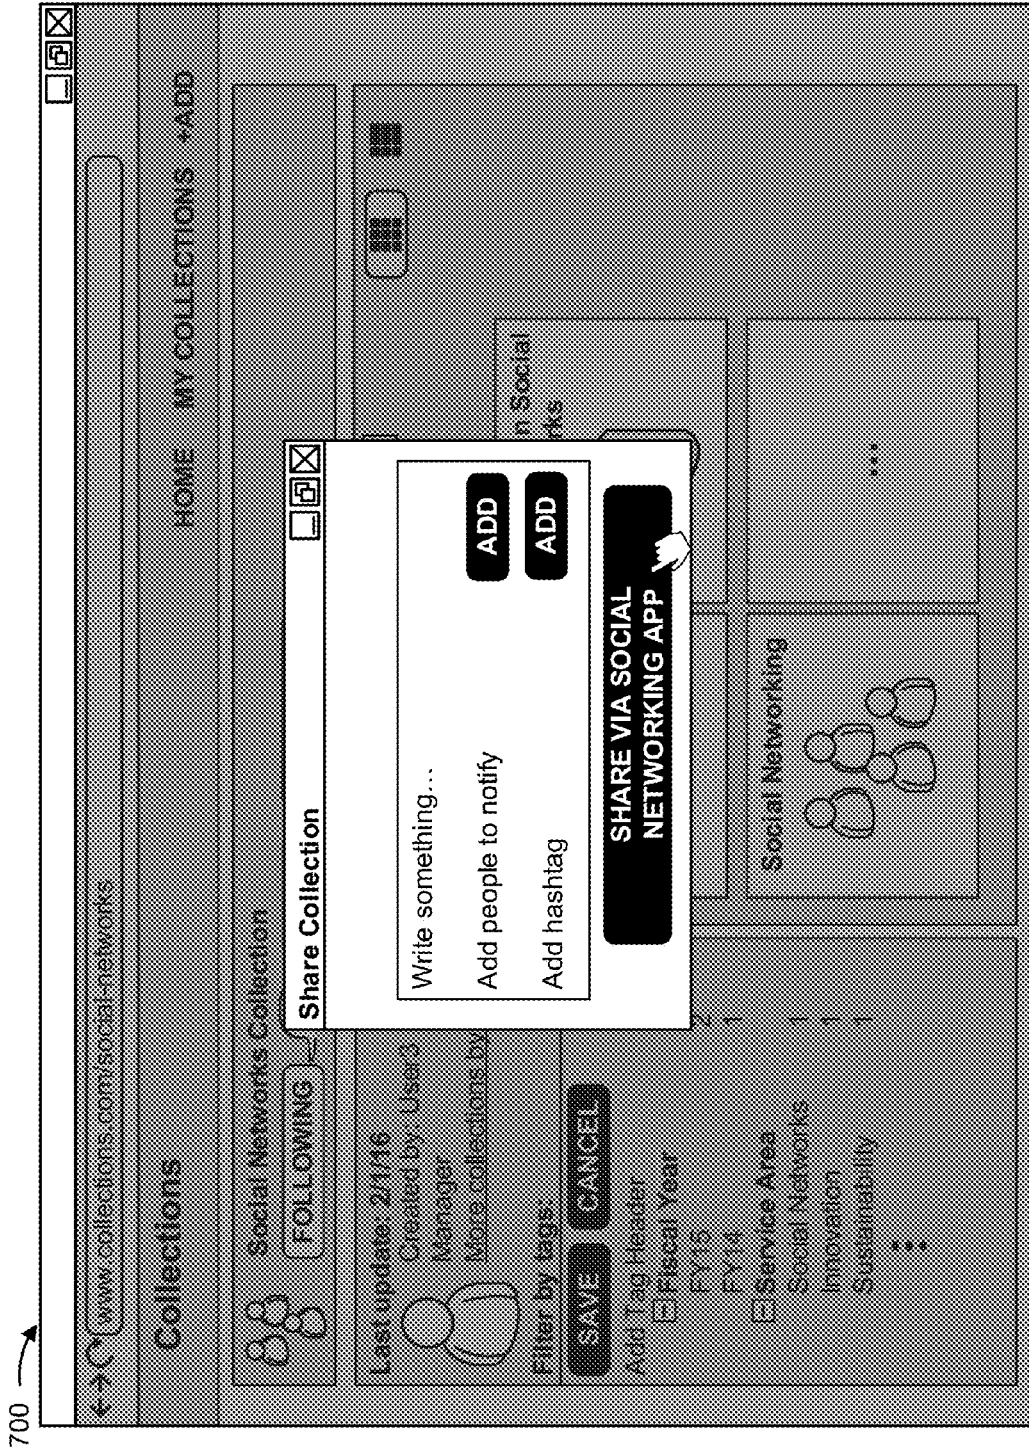 700
www.collections.com/social-networks
Collections
HOME MY COLLECTIONS +ADD
Social Networks Collection
FOLLOWING
Last update: 2/1/16
Created by: User3
Manager
More collections by
Filter by tags:
SAVE CANCEL
Add Tag Header
Fiscal Year
FY15 2
FY14 1
Service Area
Social Networks 1
Innovation 1
Sustainability 1
...
Share Collection
Write something...
Add people to notify ADD
Add hashtag ADD
SHARE VIA SOCIAL
NETWORKING APP
n Social
rks
Social Networking
...